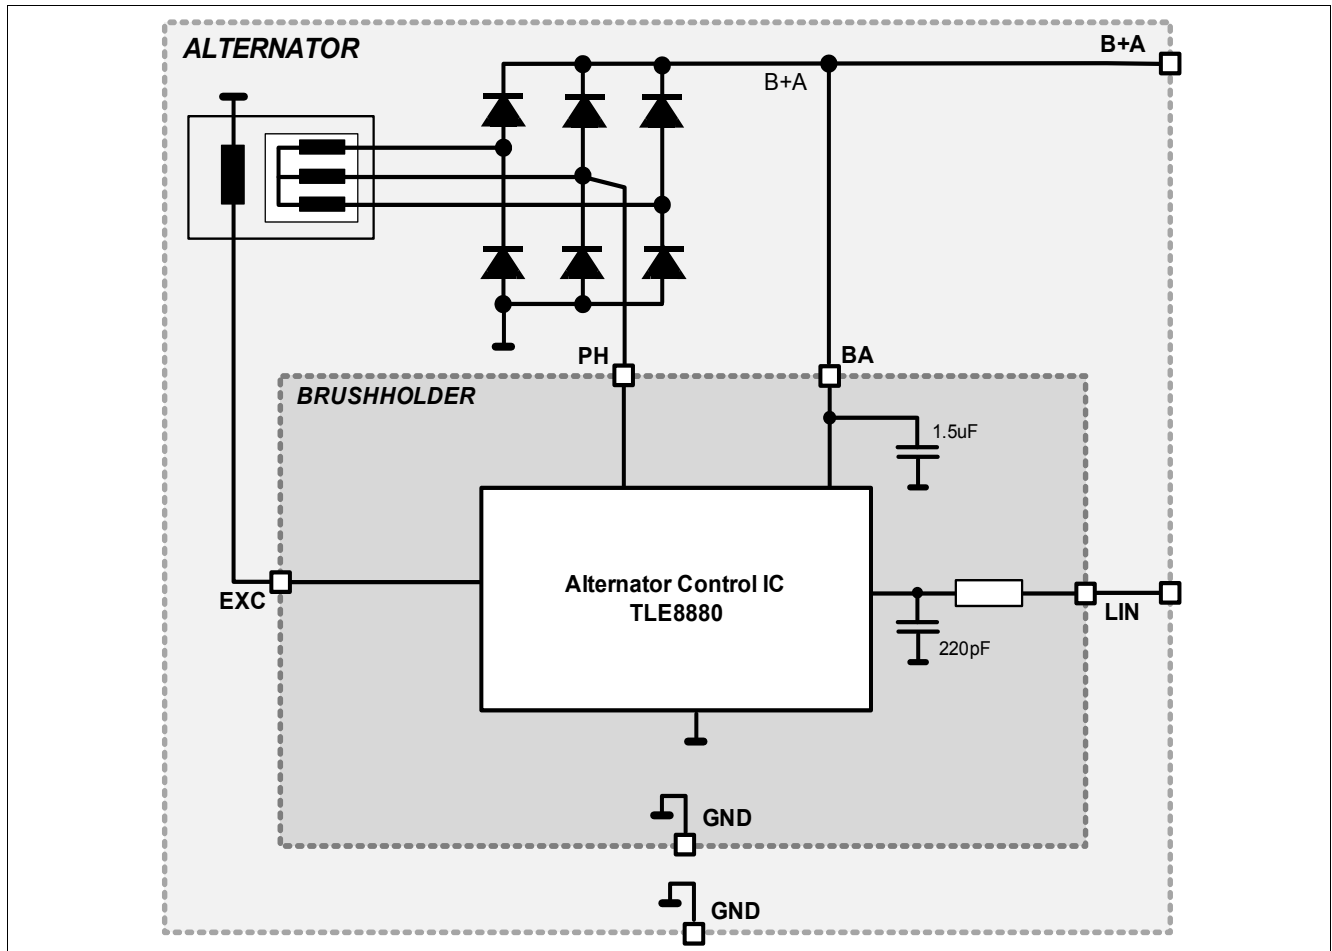 ALTERNATOR
B+A
B+A
PH
BA
BRUSHHOLDER
1.5uF
Alternator Control IC
TLE8880
EXC
LIN
220pF
GND
GND